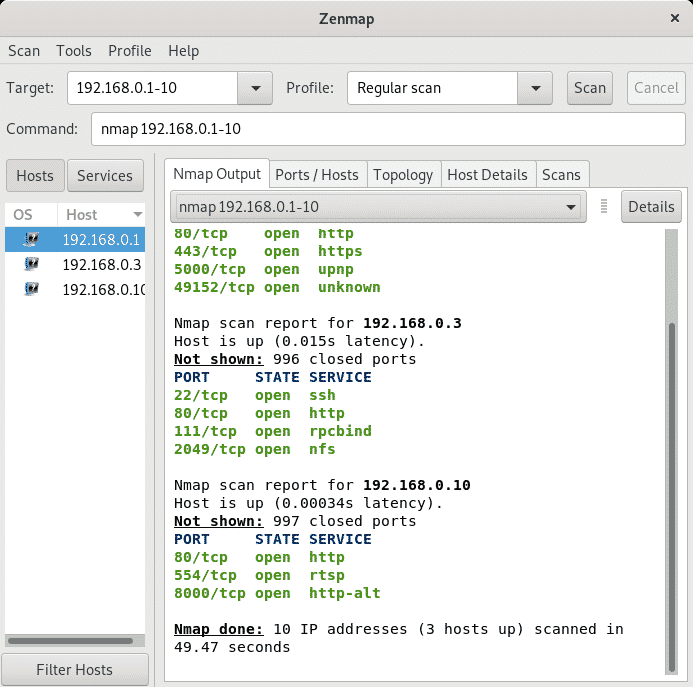 Zenmap
×
Scan Tools Profile Help
Target: 192.168.0.1-10 Profile: Regular scan Scan Cancel
Command: nmap 192.168.0.1-10
Hosts Services
OS Host
192.168.0.1
192.168.0.3
192.168.0.10
Filter Hosts
Nmap Output Ports / Hosts Topology Host Details Scans
nmap 192.168.0.1-10 Details
80/tcp open http
443/tcp open https
5000/tcp open upnp
49152/tcp open unknown
Nmap scan report for 192.168.0.3
Host is up (0.015s latency).
Not shown: 996 closed ports
PORT STATE SERVICE
22/tcp open ssh
80/tcp open http
111/tcp open rpcbind
2049/tcp open nfs
Nmap scan report for 192.168.0.10
Host is up (0.00034s latency).
Not shown: 997 closed ports
PORT STATE SERVICE
80/tcp open http
554/tcp open rtsp
8000/tcp open http-alt
Nmap done: 10 IP addresses (3 hosts up) scanned in
49.47 seconds